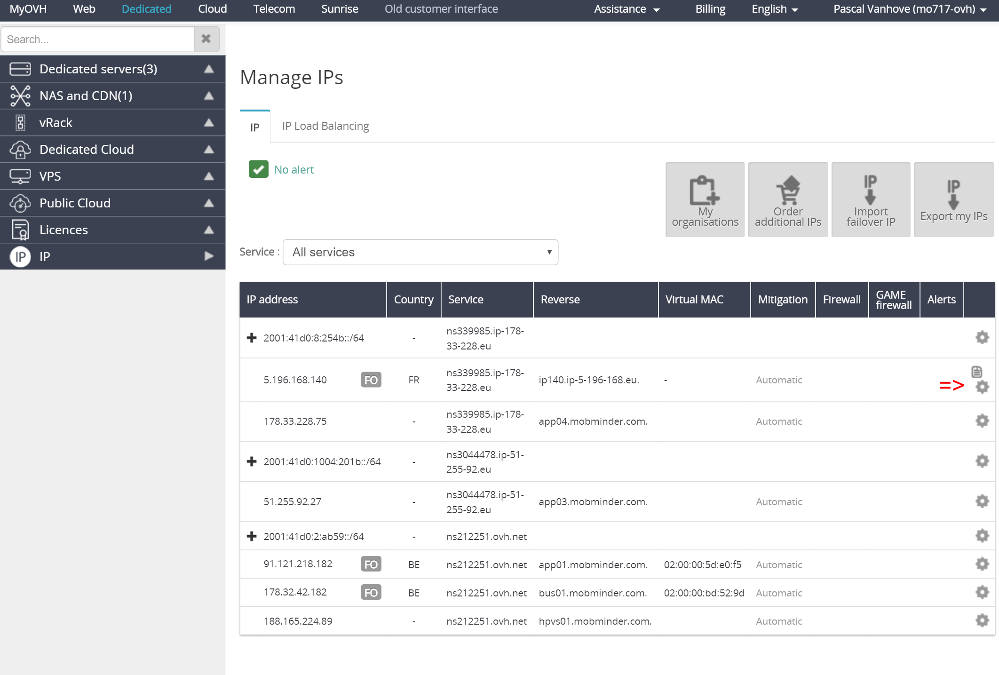 MyOVH Web Dedicated Cloud Telecom Sunrise Old customer interface Assistance Billing English Pascal Vanhove (mo717-ovh)
Search...
Dedicated servers(3)
NAS and CDN(1)
vRack
Dedicated Cloud
VPS
Public Cloud
Licences
IP IP
Manage IPs
IP IP Load Balancing
No alert
My organisations
Order additional IPs
IP Import failover IP
IP Export my IPs
Service : All services
IP address Country Service Reverse Virtual MAC Mitigation Firewall GAME firewall Alerts
2001:41d0:8:254b::/64 - ns339985.ip-178-
33-228.eu
5.196.168.140 FO FR ns339985.ip-178-
33-228.eu ip140.ip-5-196-168.eu. - Automatic =>
178.33.228.75 - ns339985.ip-178-
33-228.eu app04.mobminder.com. Automatic
2001:41d0:1004:201b::/64 - ns3044478.ip-51-
255-92.eu
51.255.92.27 - ns3044478.ip-51-
255-92.eu app03.mobminder.com. Automatic
2001:41d0:2:ab59::/64 - ns212251.ovh.net
91.121.218.182 FO BE ns212251.ovh.net app01.mobminder.com. 02:00:00:5d:e0:f5 Automatic
178.32.42.182 FO BE ns212251.ovh.net bus01.mobminder.com. 02:00:00:bd:52:9d Automatic
188.165.224.89 - ns212251.ovh.net hpvs01.mobminder.com. Automatic